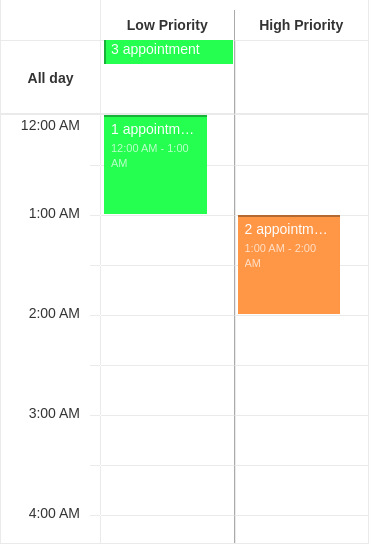 Low Priority High Priority
All day
3 appointment
12:00 AM
1 appointm…
12:00 AM - 1:00
AM
1:00 AM
2 appointm…
1:00 AM - 2:00
AM
2:00 AM
3:00 AM
4:00 AM